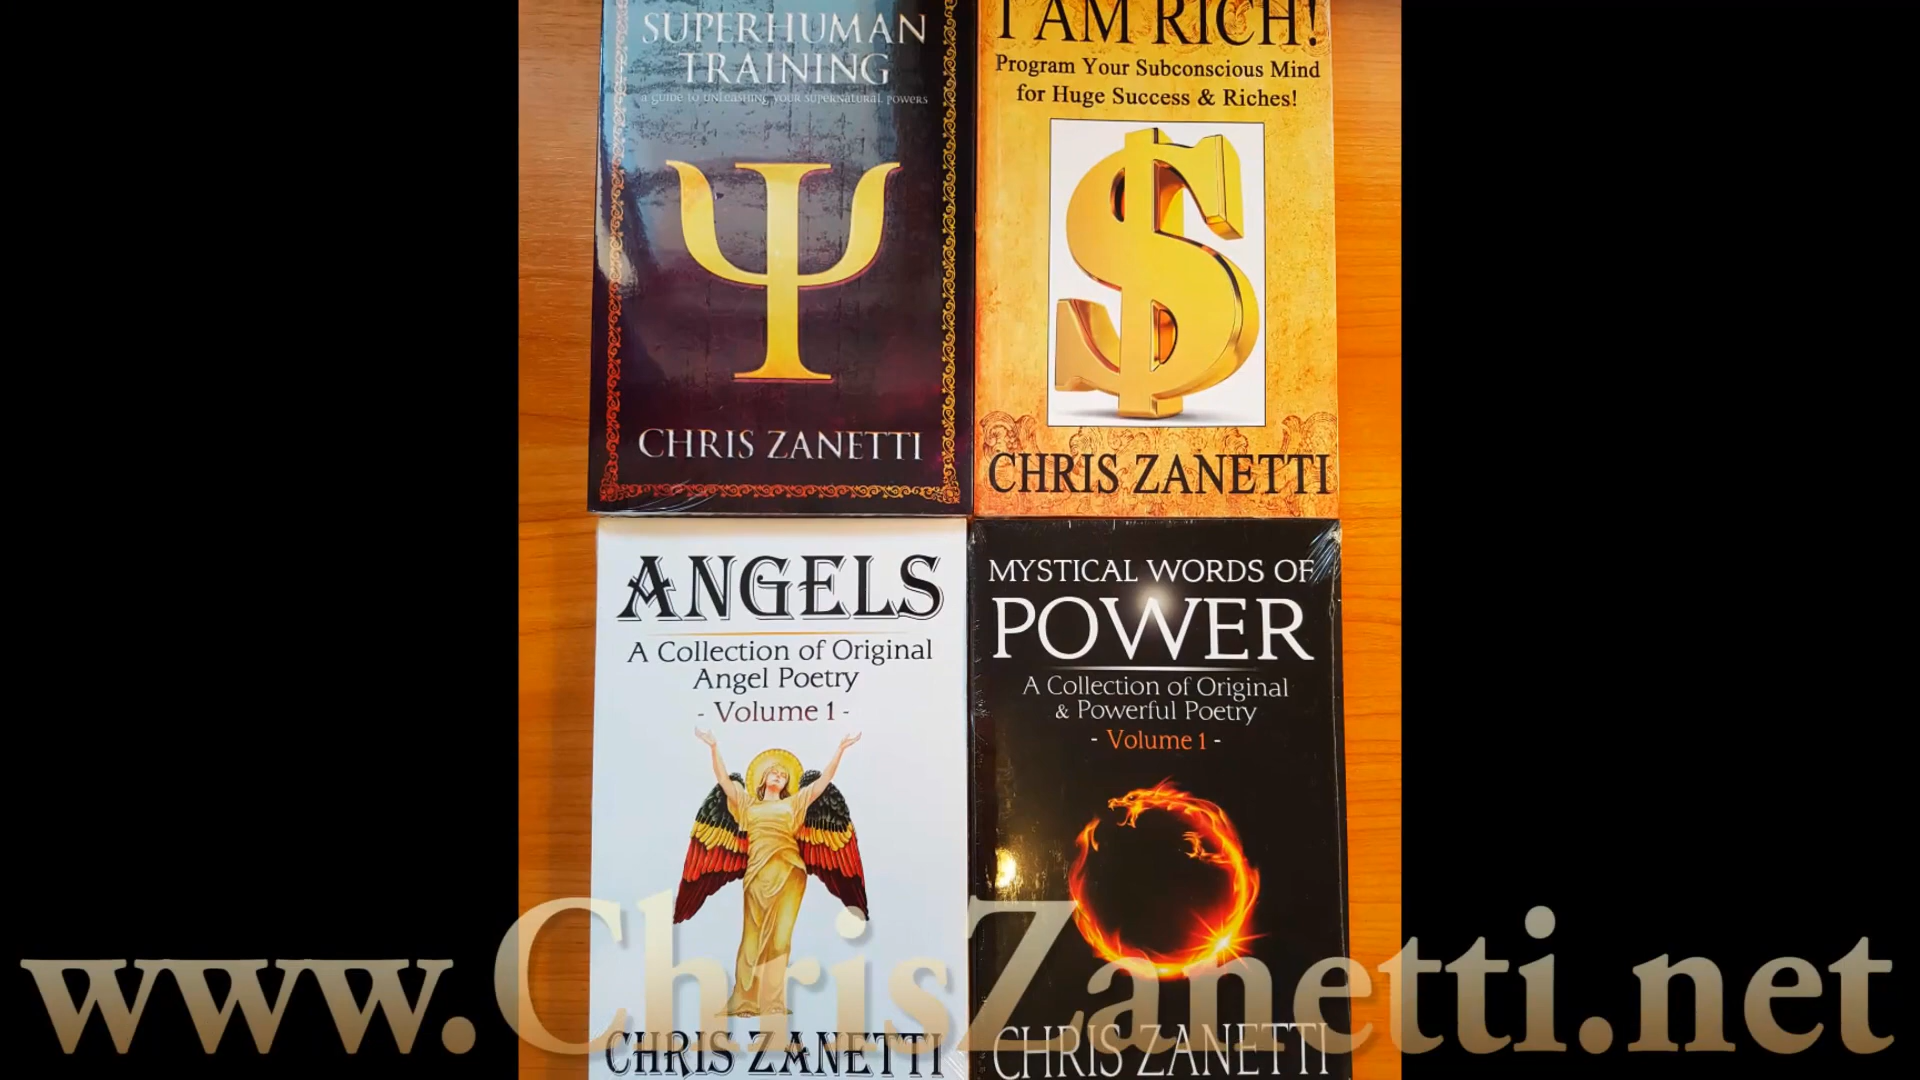 SUPERHUMAN
TRAINING
a guide to unleashing your supernatural powers
CHRIS ZANETTI
I AM RICH!
Program Your Subconscious Mind
for Huge Success & Riches!
CHRIS ZANETTI
ANGELS
A Collection of Original
Angel Poetry
- Volume 1 -
CHRIS ZANETTI
MYSTICAL WORDS OF
POWER
A Collection of Original
& Powerful Poetry
- Volume 1 -
CHRIS ZANETTI
www.ChrisZanetti.net